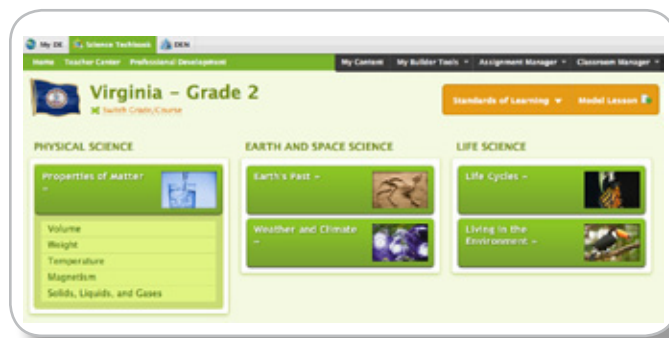 My DE Science Techbook DEN
Home Teacher Center Professional Development My Content My Builder Tools Assignment Manager Classroom Manager
Virginia – Grade 2
Switch Grade/Course
Standards of Learning Model Lesson
PHYSICAL SCIENCE EARTH AND SPACE SCIENCE LIFE SCIENCE
Properties of Matter Earth's Past Life Cycles
Volume
Weight
Temperature
Magnetism
Solids, Liquids, and Gases
Weather and Climate
Living in the
Environment